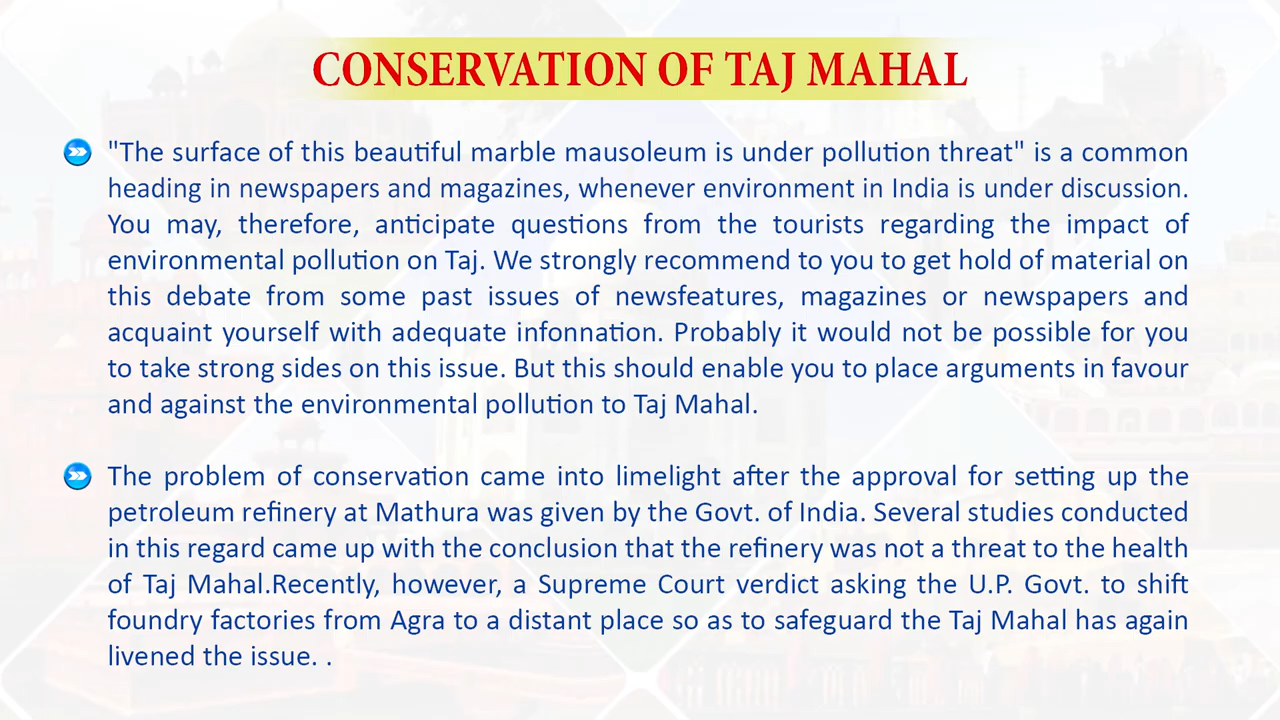 CONSERVATION OF TAJ MAHAL
"The surface of this beautiful marble mausoleum is under pollution threat" is a common
heading in newspapers and magazines, whenever environment in India is under discussion.
You may, therefore, anticipate questions from the tourists regarding the impact of
environmental pollution on Taj. We strongly recommend to you to get hold of material on
this debate from some past issues of newsfeatures, magazines or newspapers and
acquaint yourself with adequate infonnation. Probably it would not be possible for you
to take strong sides on this issue. But this should enable you to place arguments in favour
and against the environmental pollution to Taj Mahal.
The problem of conservation came into limelight after the approval for setting up the
petroleum refinery at Mathura was given by the Govt. of India. Several studies conducted
in this regard came up with the conclusion that the refinery was not a threat to the health
of Taj Mahal.Recently, however, a Supreme Court verdict asking the U.P. Govt. to shift
foundry factories from Agra to a distant place so as to safeguard the Taj Mahal has again
livened the issue. .